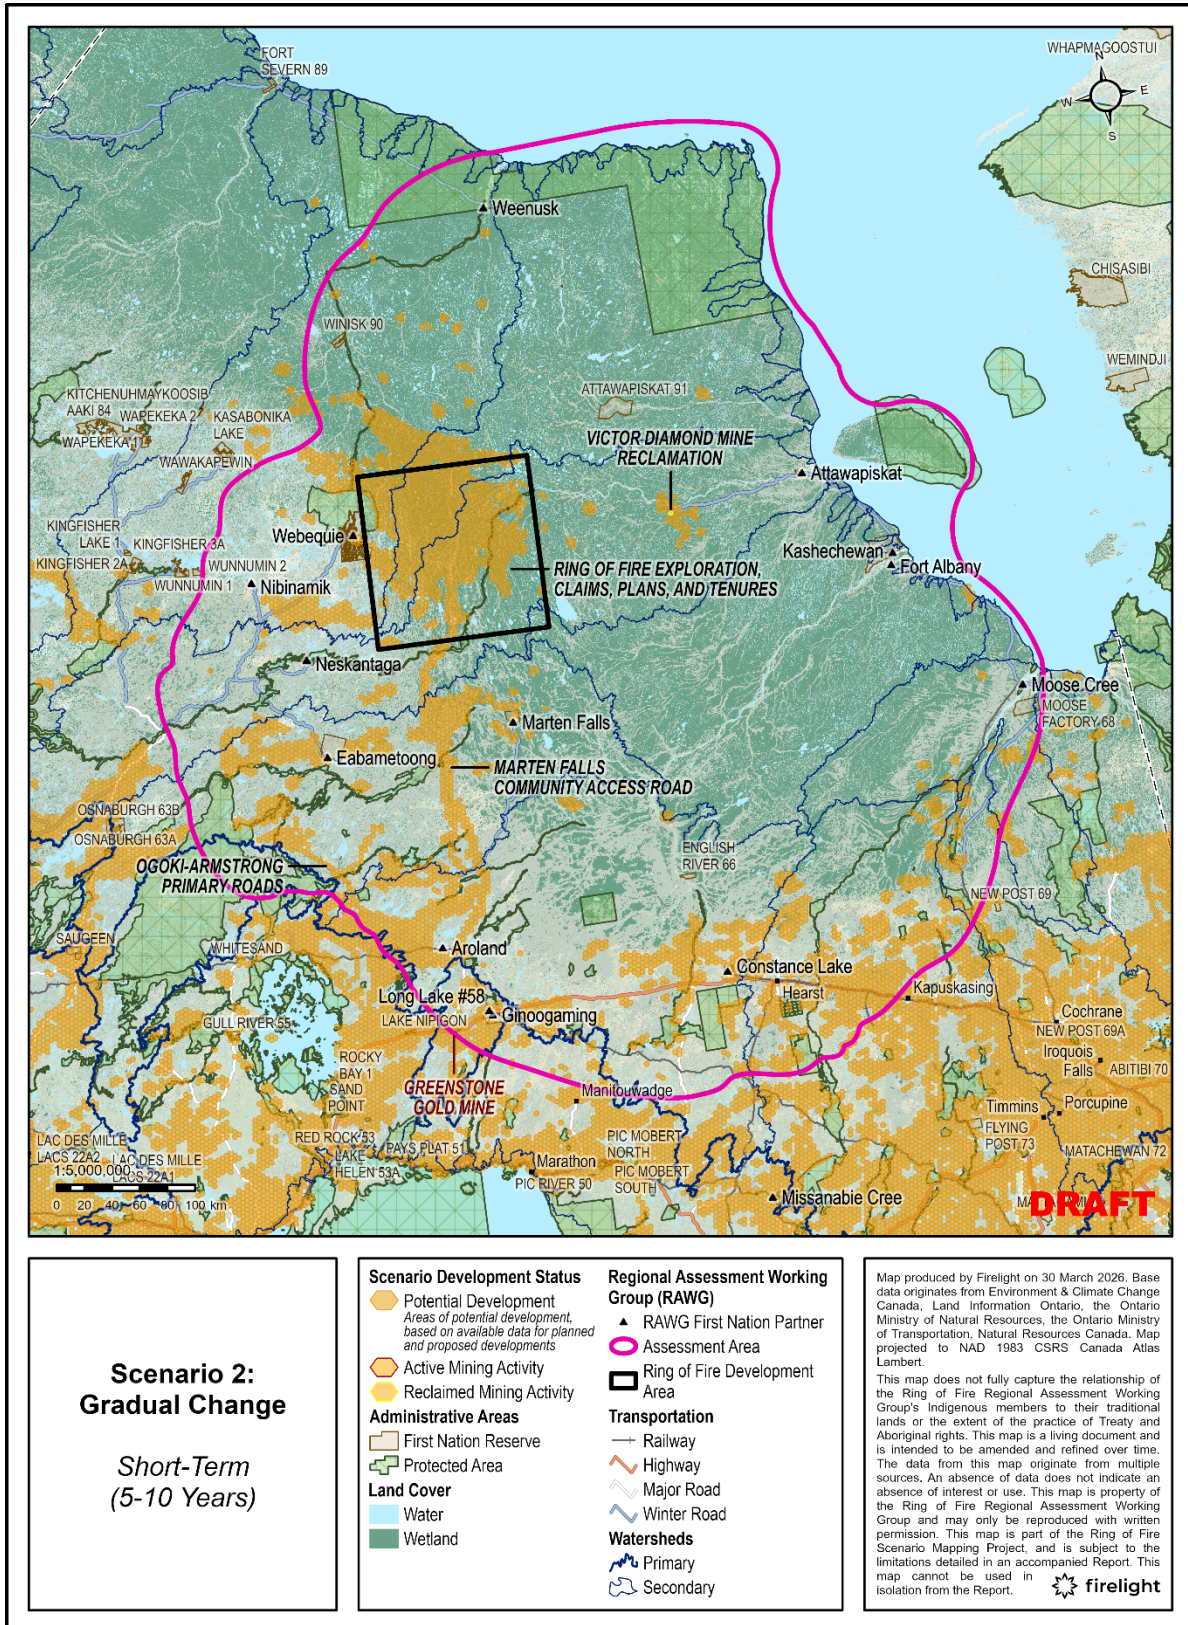 WHAPMAGOOSTUI
N
W
E
S
FORT
SEVERN 89
Weenusk
CHISASIBI
WEMINDJI
WINISK 90
KITCHENUHMAYKOOSIB
AAKI 84
WAPEKEKA 2
WAPEKEKA 1
KASABONIKA
LAKE
WAWAKAPEWIN
ATTAWAPISKAT 91
VICTOR DIAMOND MINE
RECLAMATION
Attawapiskat
KINGFISHER
LAKE 1
KINGFISHER 3A
KINGFISHER 2A
WUNNUMIN 2
WUNNUMIN 1
Webequie
Nibinamik
Kashechewan
Fort Albany
RING OF FIRE EXPLORATION,
CLAIMS, PLANS, AND TENURES
Neskantaga
Moose Cree
MOOSE
FACTORY 68
Marten Falls
Eabametoong
MARTEN FALLS
COMMUNITY ACCESS ROAD
OSNABURGH 63B
OSNABURGH 63A
OGOKI-ARMSTRONG
PRIMARY ROADS
ENGLISH
RIVER 66
NEW POST 69
SAUGEEN
WHITESAND
Aroland
Constance Lake
Hearst
Kapuskasing
Long Lake #58
LAKE NIPIGON
Ginoogaming
GULL RIVER 55
Cochrane
NEW POST 69A
Iroquois
Falls
ABITIBI 70
ROCKY
BAY 1
SAND
POINT
GREENSTONE
GOLD MINE
Manitouwadge
Timmins
Porcupine
FLYING
POST 73
MATACHEWAN 72
RED ROCK 53
LAKE
HELEN 53A
PAYS PLAT 51
PIC MOBERT
NORTH
PIC MOBERT
SOUTH
LAC DES MILLE
LACS 22A2
LAC DES MILLE
LACS 22A1
Marathon
PIC RIVER 50
Missanabie Cree
1:5,000,000
0 20 40 60 80 100 km
DRAFT
Scenario 2:
Gradual Change
Short-Term
(5-10 Years)
Scenario Development Status
Potential Development
Areas of potential development,
based on available data for planned
and proposed developments
Active Mining Activity
Reclaimed Mining Activity
Administrative Areas
First Nation Reserve
Protected Area
Land Cover
Water
Wetland
Regional Assessment Working
Group (RAWG)
RAWG First Nation Partner
Assessment Area
Ring of Fire Development
Area
Transportation
Railway
Highway
Major Road
Winter Road
Watersheds
Primary
Secondary
Map produced by Firelight on 30 March 2026. Base
data originates from Environment & Climate Change
Canada, Land Information Ontario, the Ontario
Ministry of Natural Resources, the Ontario Ministry
of Transportation, Natural Resources Canada. Map
projected to NAD 1983 CSRS Canada Atlas
Lambert.
This map does not fully capture the relationship of
the Ring of Fire Regional Assessment Working
Group's Indigenous members to their traditional
lands or the extent of the practice of Treaty and
Aboriginal rights. This map is a living document and
is intended to be amended and refined over time.
The data from this map originate from multiple
sources. An absence of data does not indicate an
absence of interest or use. This map is property of
the Ring of Fire Regional Assessment Working
Group and may only be reproduced with written
permission. This map is part of the Ring of Fire
Scenario Mapping Project, and is subject to the
limitations detailed in an accompanied Report. This
map cannot be used in
isolation from the Report.
firelight